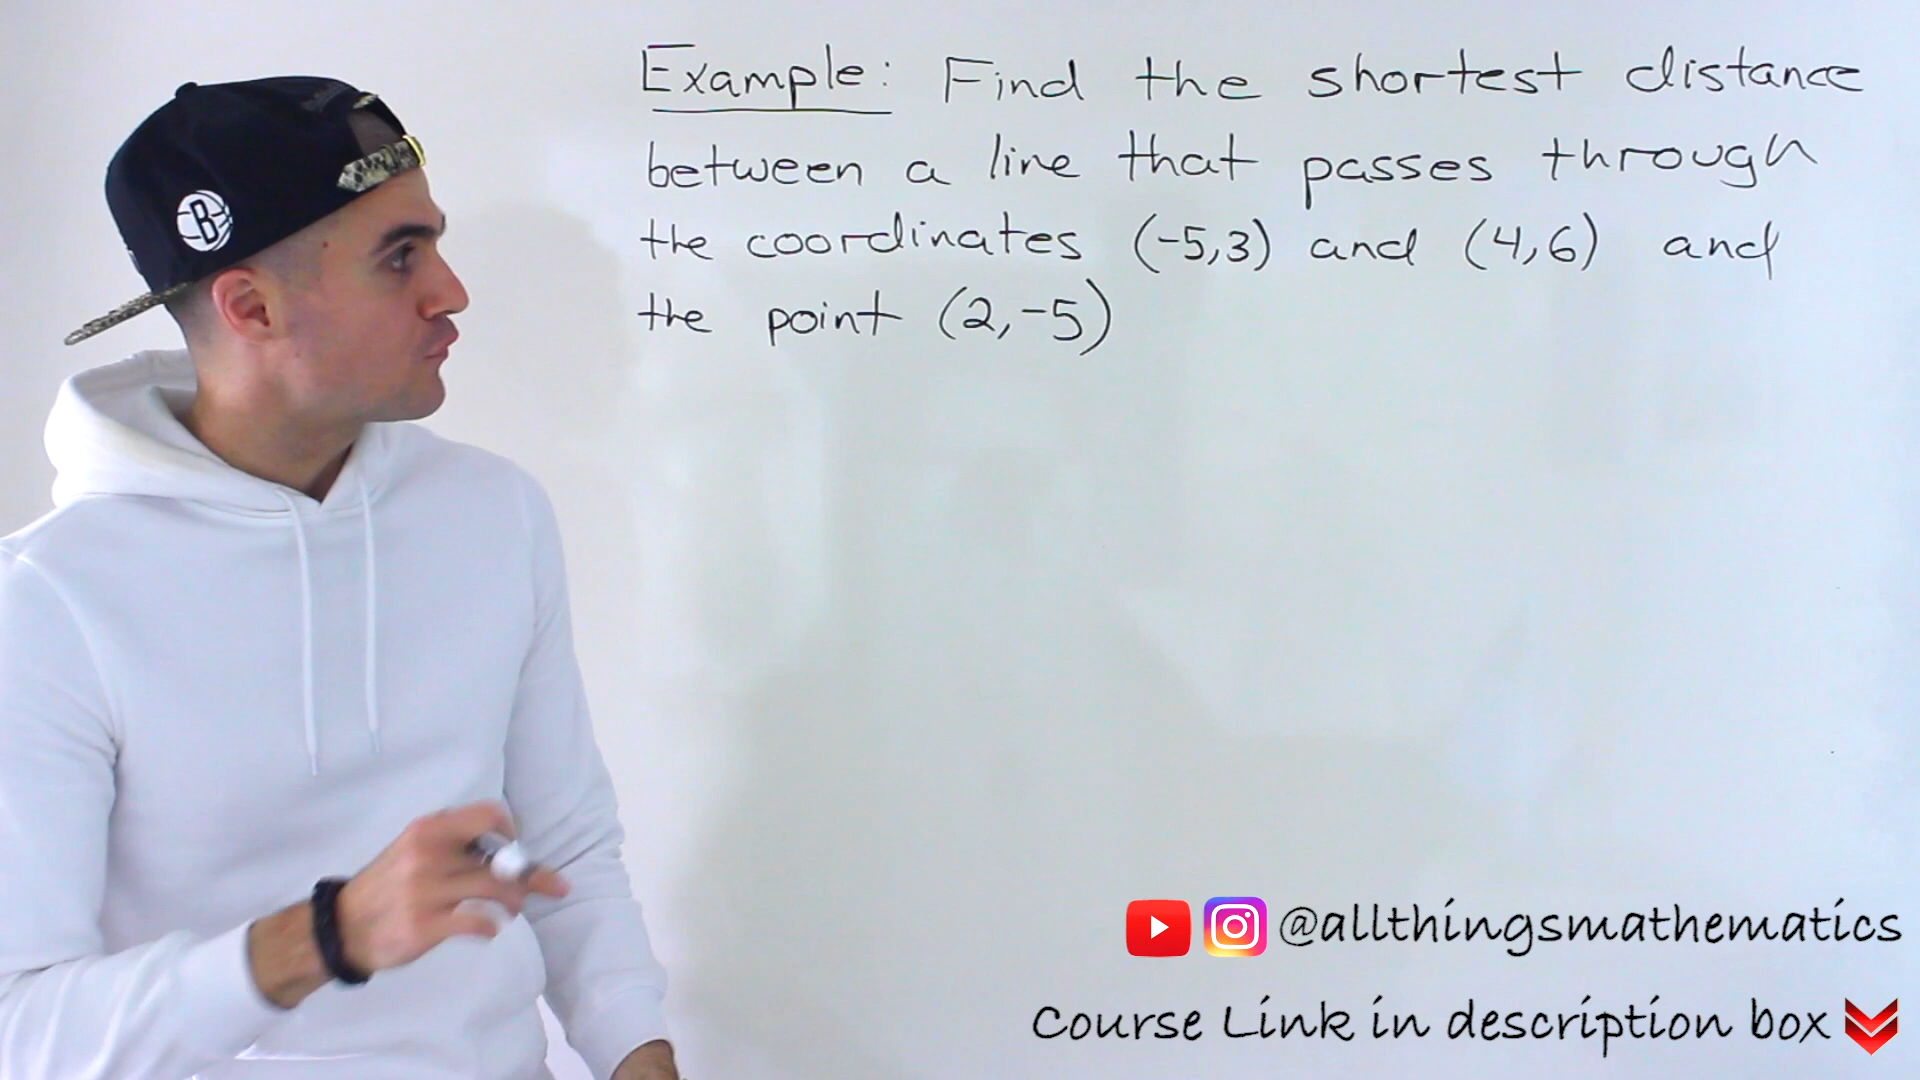 Example: Find the shortest distance
between a line that passes through
the coordinates (-5,3) and (4,6) and
the point (2,-5)
B
@allthingsmathematics
Course Link in description box